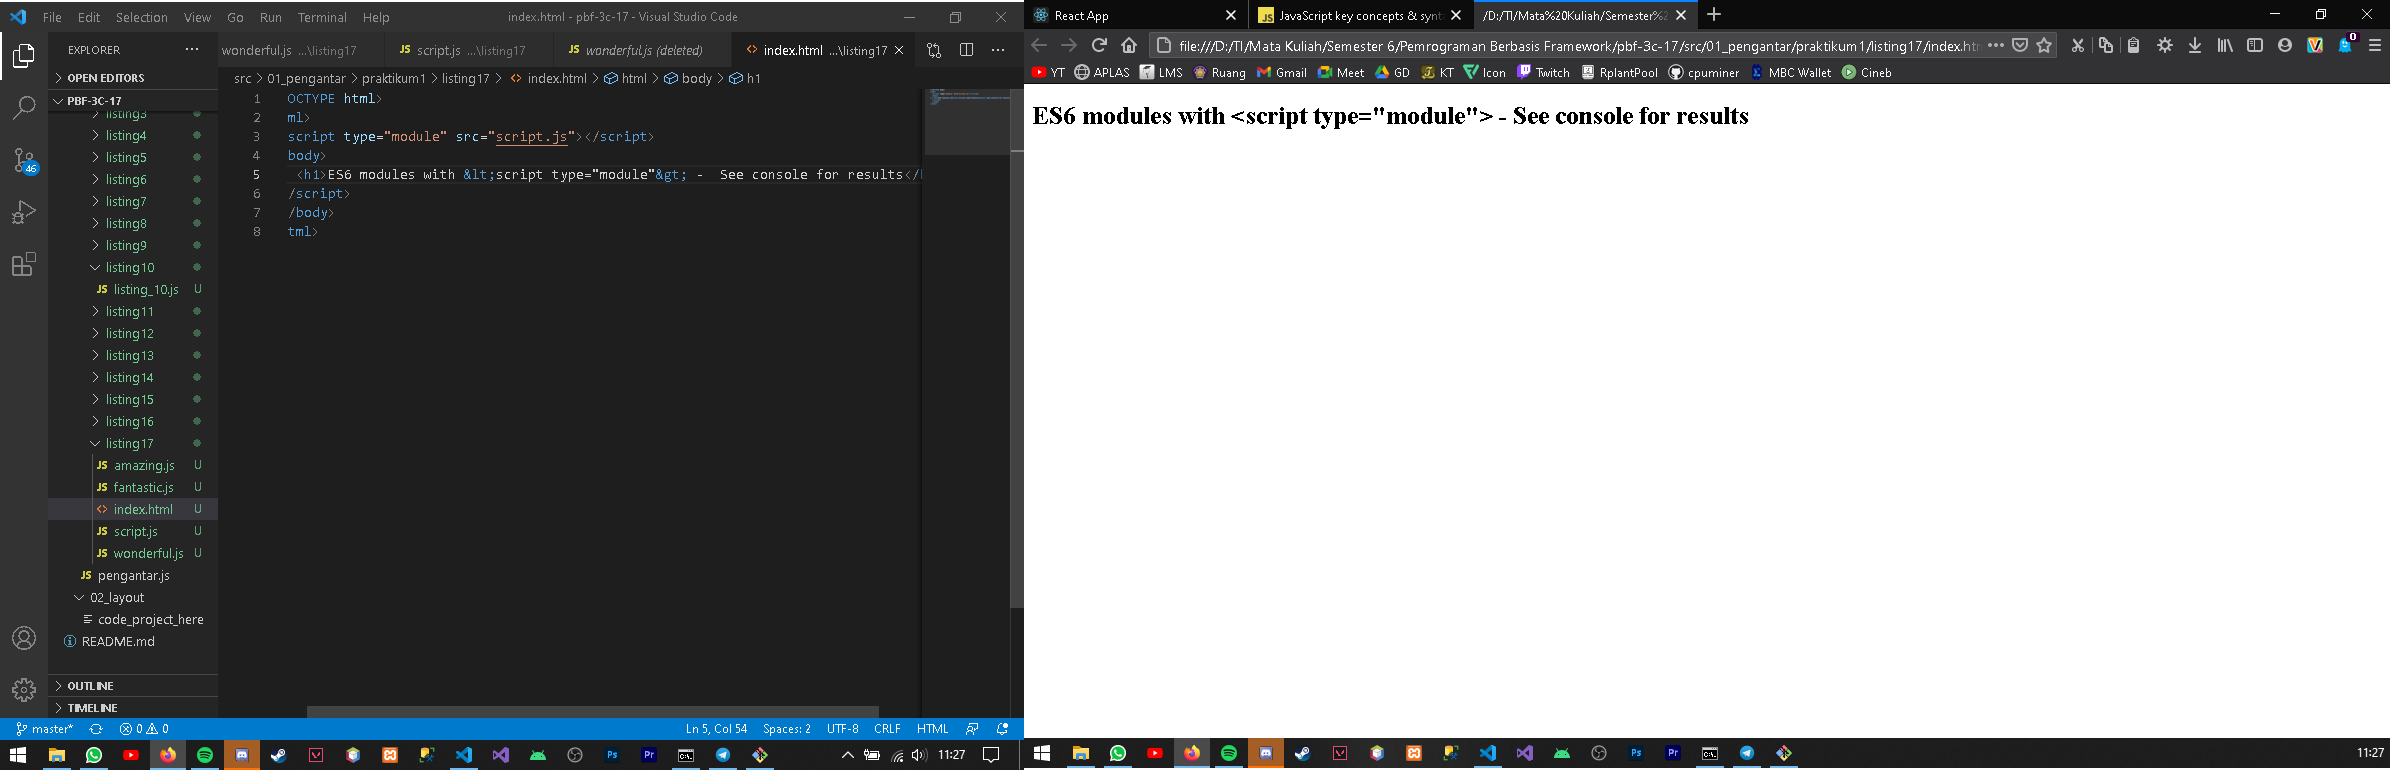 File Edit Selection View Go Run Terminal Help
index.html - pbf-3c-17 - Visual Studio Code
EXPLORER ···
wonderful.js ...\listing17
JS script.js ...\listing17
JS wonderful.js (deleted)
<> index.html ...\listing17
OPEN EDITORS
src > 01_pengantar > praktikum1 > listing17 > <> index.html > html > body > h1
PBF-3C-17
listing3
listing4
listing5
listing6
listing7
listing8
listing9
listing10
JS listing_10.js U
listing11
listing12
listing13
listing14
listing15
listing16
listing17
JS amazing.js U
JS fantastic.js U
<> index.html U
JS script.js U
JS wonderful.js U
JS pengantar.js
02_layout
code_project_here
README.md
OUTLINE
TIMELINE
46
1 OCTYPE html>
2 ml>
3 script type="module" src="script.js"></script>
4 body>
5 <h1>ES6 modules with &lt;script type="module"&gt; - See console for results</
6 /script>
7 /body>
8 tml>
master* 0 0
Ln 5, Col 54 Spaces: 2 UTF-8 CRLF HTML
11:27
React App
JS JavaScript key concepts & synt
/D:/TI/Mata%20Kuliah/Semester%2
file:///D:/TI/Mata Kuliah/Semester 6/Pemrograman Berbasis Framework/pbf-3c-17/src/01_pengantar/praktikum1/listing17/index.htm
0
YT APLAS LMS Ruang Gmail Meet GD KT Icon Twitch RplantPool cpuminer MBC Wallet Cineb
ES6 modules with <script type="module"> - See console for results
11:27